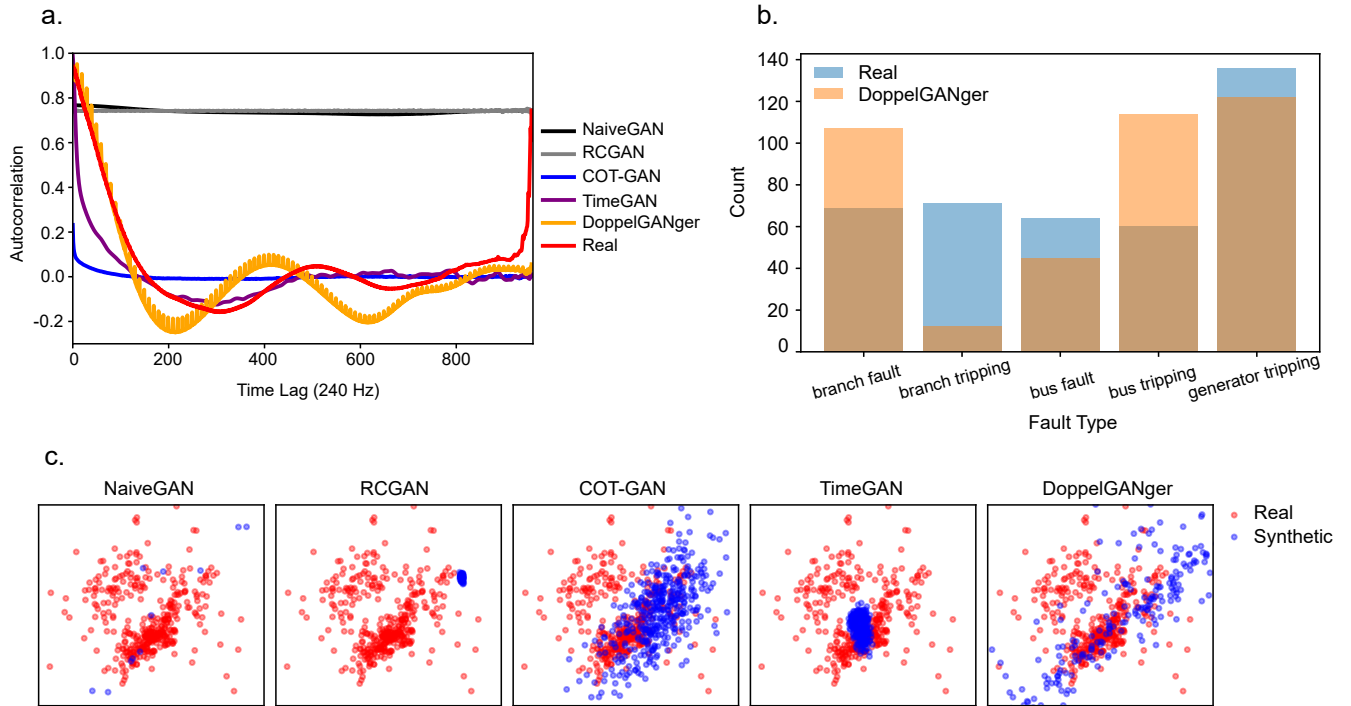 a.
1.0
0.8
0.6
0.4
0.2
0.0
-0.2
Autocorrelation
0 200 400 600 800
Time Lag (240 Hz)
NaiveGAN
RCGAN
COT-GAN
TimeGAN
DoppelGANger
Real
b.
140
120
100
80
60
40
20
0
Count
Real
DoppelGANger
branch fault
branch tripping
bus fault
bus tripping
generator tripping
Fault Type
c.
NaiveGAN
RCGAN
COT-GAN
TimeGAN
DoppelGANger
Real
Synthetic